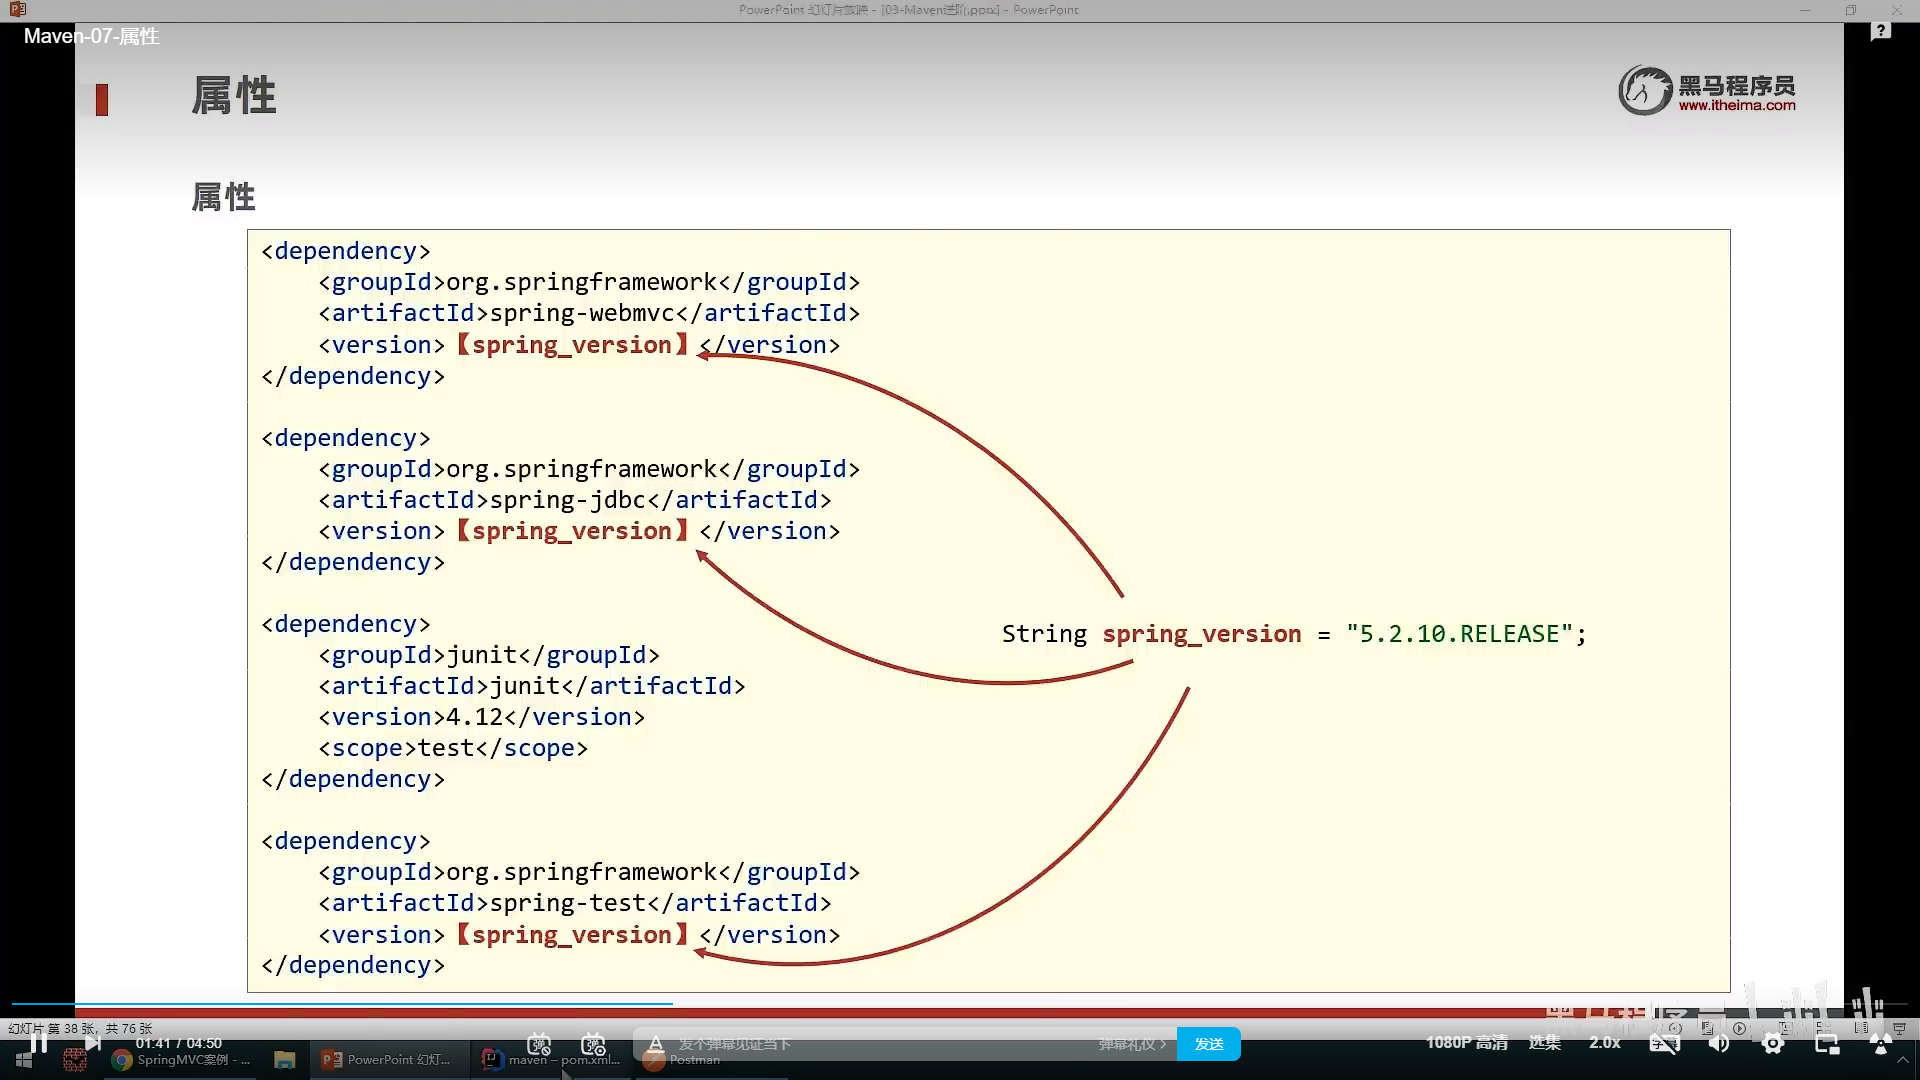 PowerPoint 幻灯片放映 - [03-Maven进阶.pptx] - PowerPoint
Maven-07-属性
属性
黑马程序员
www.itheima.com
属性
<dependency>
    <groupId>org.springframework</groupId>
    <artifactId>spring-webmvc</artifactId>
    <version>【spring_version】</version>
</dependency>
<dependency>
    <groupId>org.springframework</groupId>
    <artifactId>spring-jdbc</artifactId>
    <version>【spring_version】</version>
</dependency>
<dependency>
    <groupId>junit</groupId>
    <artifactId>junit</artifactId>
    <version>4.12</version>
    <scope>test</scope>
</dependency>
String spring_version = "5.2.10.RELEASE";
<dependency>
    <groupId>org.springframework</groupId>
    <artifactId>spring-test</artifactId>
    <version>【spring_version】</version>
</dependency>
黑马程序员
幻灯片 第 38 张，共 76 张
01:41 / 04:50
发个弹幕见证当下
弹幕礼仪 >
发送
1080P 高清
选集
2.0x
SpringMVC案例 - ...
PowerPoint 幻灯...
maven – pom.xml...
Postman